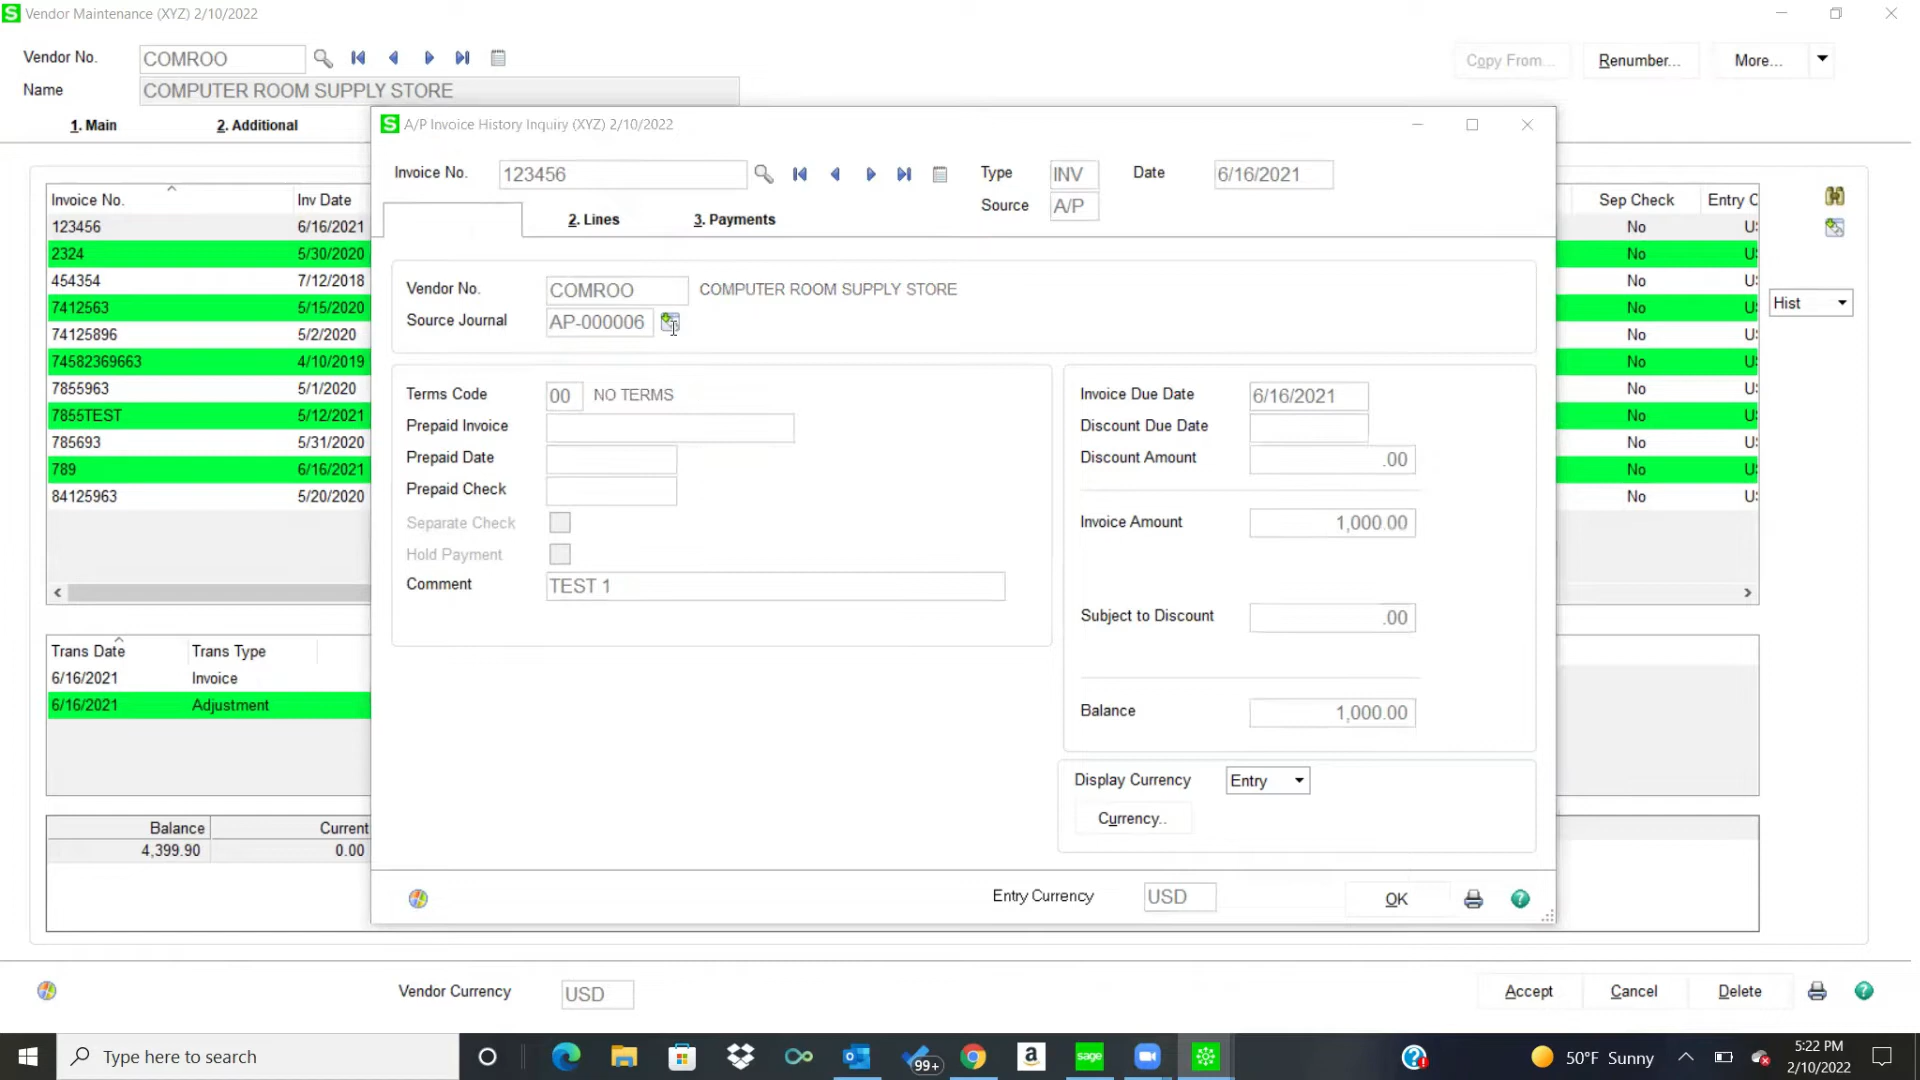 Vendor Maintenance (XYZ) 2/10/2022
Vendor No. COMROO Copy From... Renumber... More...
Name COMPUTER ROOM SUPPLY STORE
1. Main 2. Additional
A/P Invoice History Inquiry (XYZ) 2/10/2022
Invoice No. 123456 Type INV Date 6/16/2021
Source A/P
2. Lines 3. Payments
Vendor No. COMROO COMPUTER ROOM SUPPLY STORE
Source Journal AP-000006
Terms Code 00 NO TERMS
Prepaid Invoice
Prepaid Date
Prepaid Check
Separate Check
Hold Payment
Comment TEST 1
Invoice Due Date 6/16/2021
Discount Due Date
Discount Amount .00
Invoice Amount 1,000.00
Subject to Discount .00
Balance 1,000.00
Display Currency Entry
Currency..
Entry Currency USD OK
Invoice No. Inv Date Sep Check Entry C
123456 6/16/2021 No U
2324 5/30/2020 No U
454354 7/12/2018 No U
7412563 5/15/2020 No U
74125896 5/2/2020 No U
74582369663 4/10/2019 No U
7855963 5/1/2020 No U
7855TEST 5/12/2021 No U
785693 5/31/2020 No U
789 6/16/2021 No U
84125963 5/20/2020 No U
Hist
Trans Date Trans Type
6/16/2021 Invoice
6/16/2021 Adjustment
Balance Current
4,399.90 0.00
Vendor Currency USD Accept Cancel Delete
Type here to search 99+ a sage 50°F Sunny 5:22 PM
2/10/2022